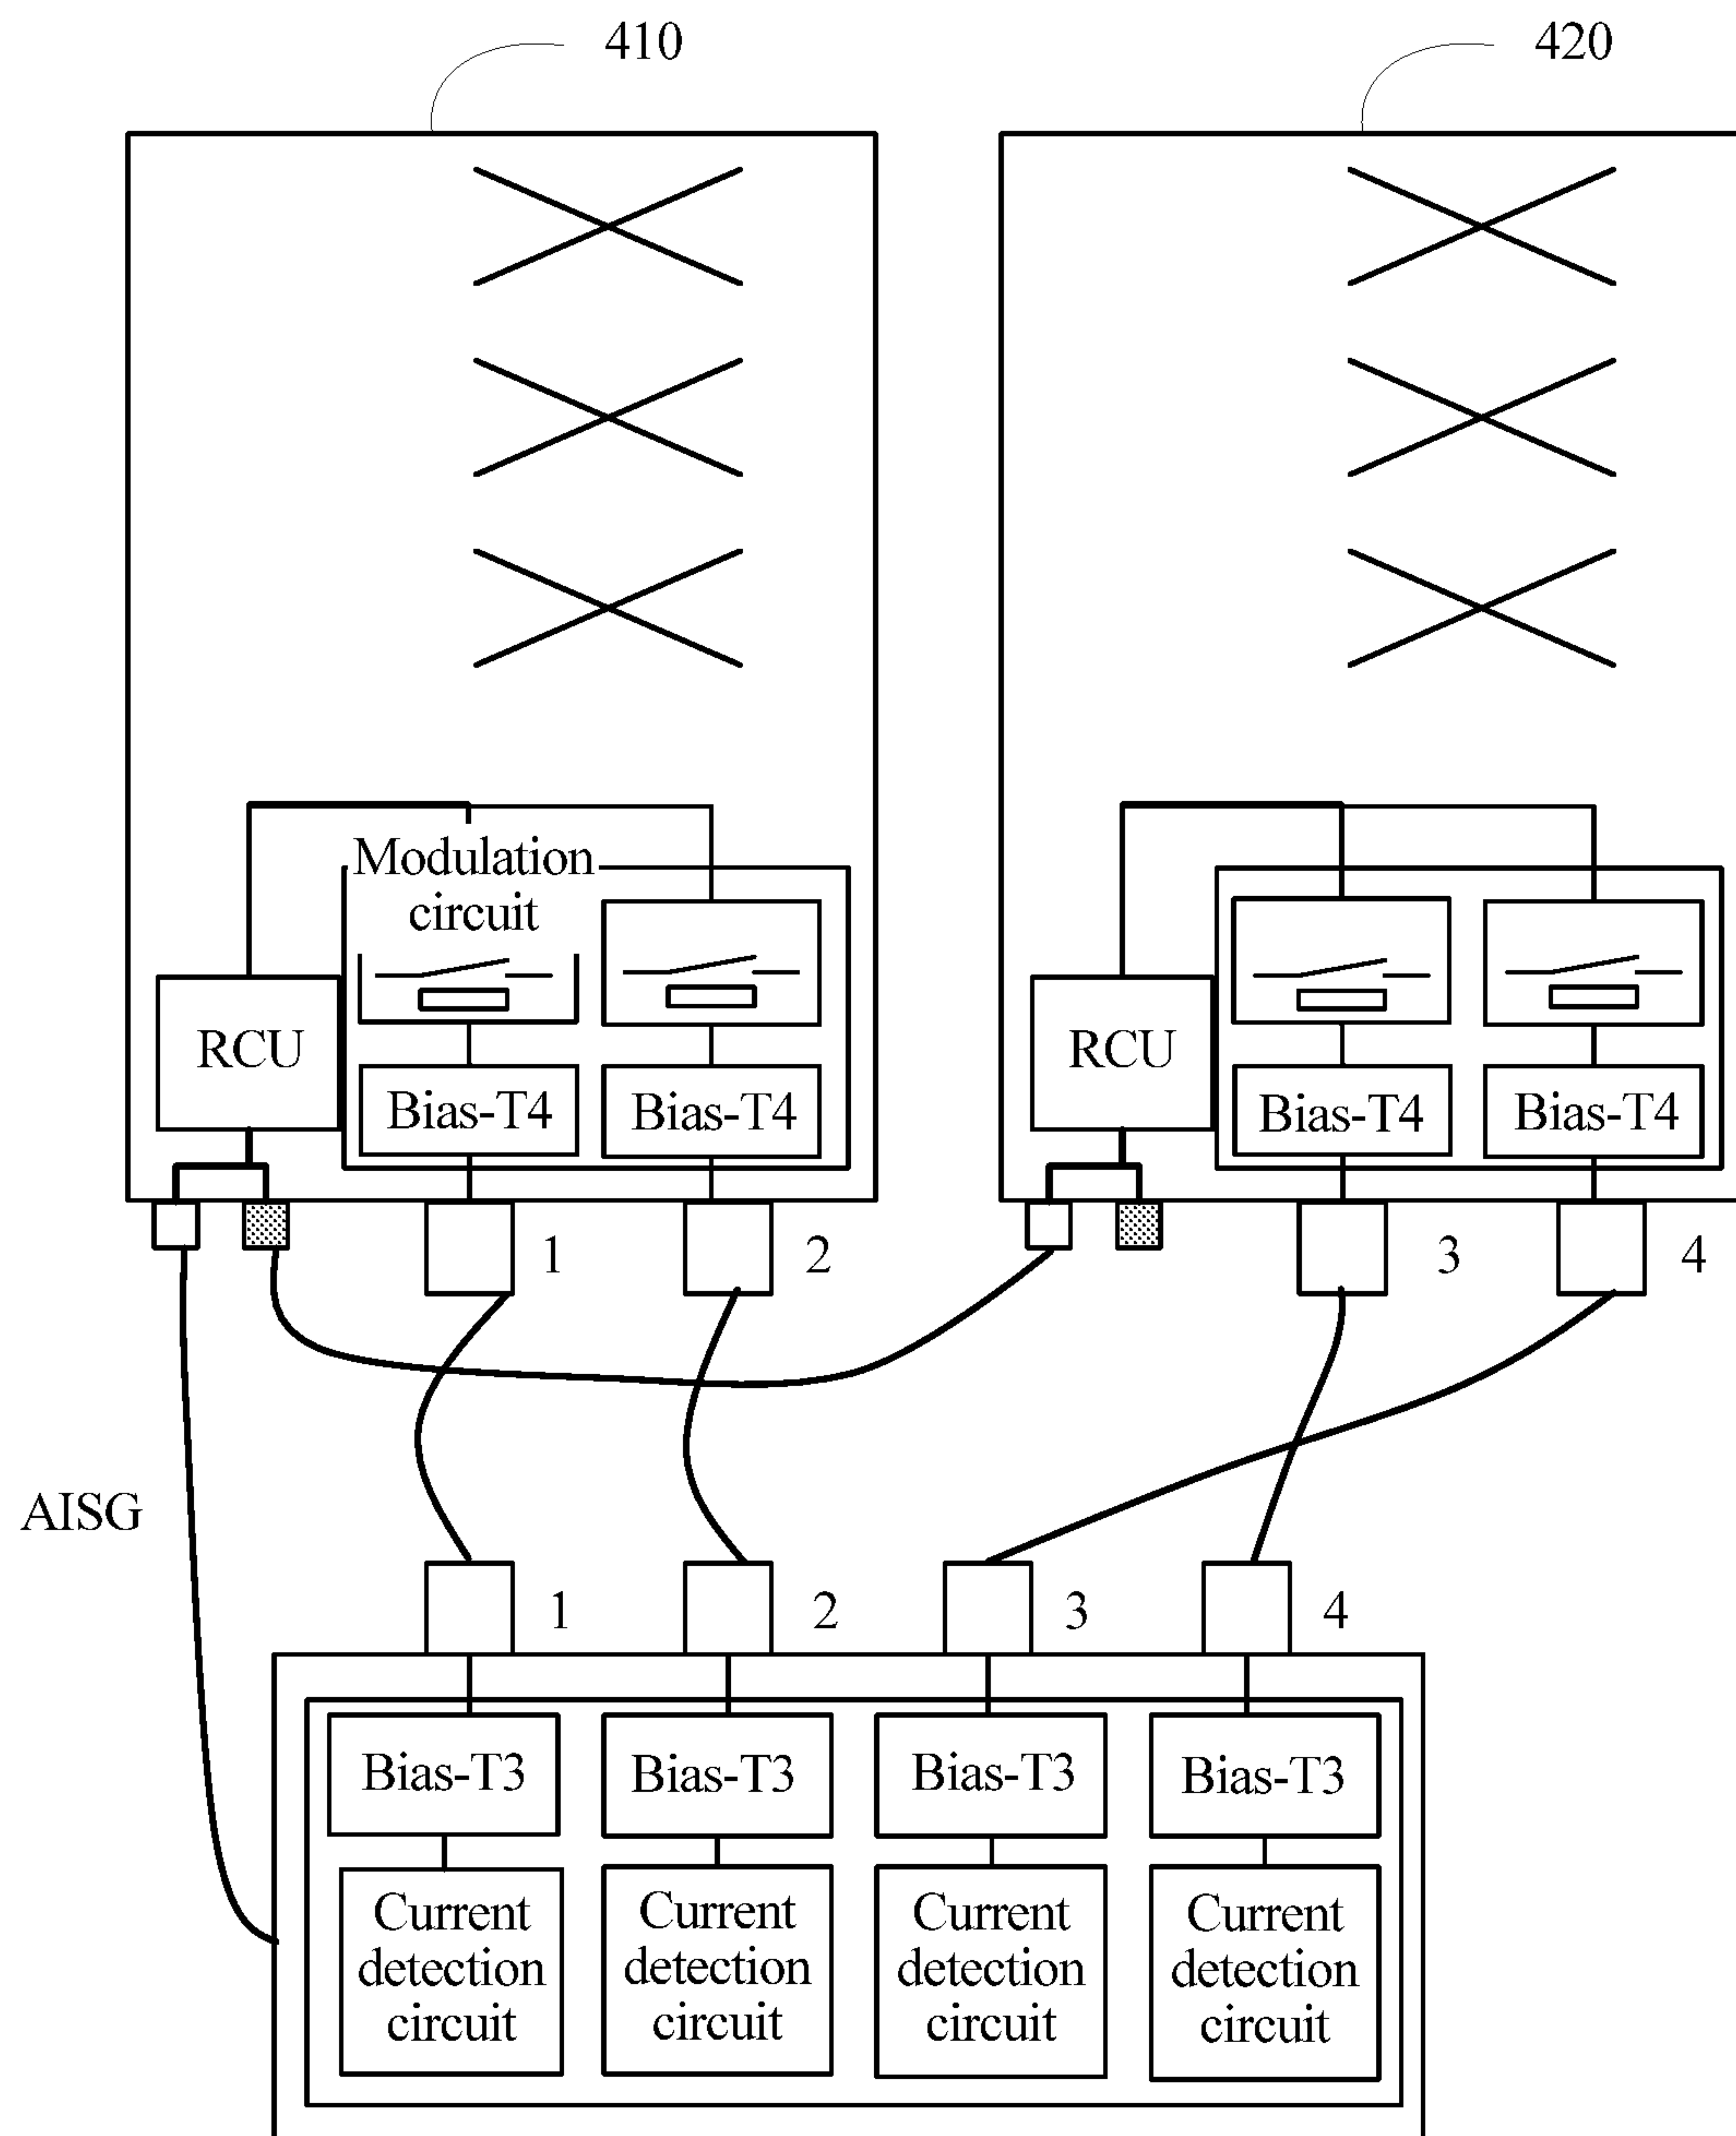 410
420
Modulation
circuit
RCU
Bias-T4
Bias-T4
RCU
Bias-T4
Bias-T4
1
2
3
4
AISG
1
2
3
4
Bias-T3
Bias-T3
Bias-T3
Bias-T3
Current
detection
circuit
Current
detection
circuit
Current
detection
circuit
Current
detection
circuit